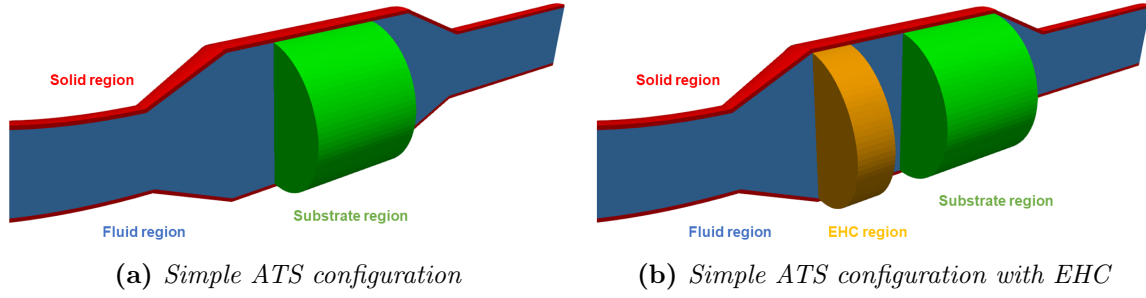 Solid region
Substrate region
Fluid region
(a) Simple ATS configuration
Solid region
Substrate region
Fluid region
EHC region
(b) Simple ATS configuration with EHC